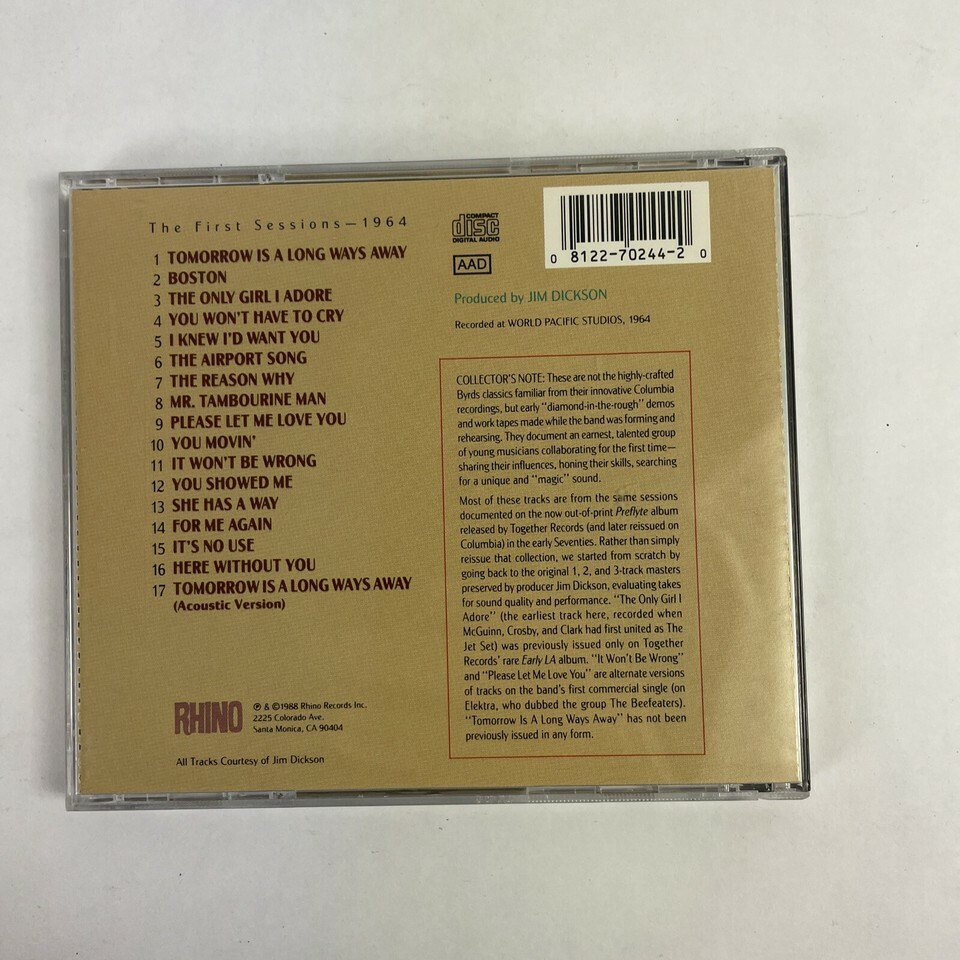 The First Sessions—1964
1 TOMORROW IS A LONG WAYS AWAY
2 BOSTON
3 THE ONLY GIRL I ADORE
4 YOU WON'T HAVE TO CRY
5 I KNEW I'D WANT YOU
6 THE AIRPORT SONG
7 THE REASON WHY
8 MR. TAMBOURINE MAN
9 PLEASE LET ME LOVE YOU
10 YOU MOVIN'
11 IT WON'T BE WRONG
12 YOU SHOWED ME
13 SHE HAS A WAY
14 FOR ME AGAIN
15 IT'S NO USE
16 HERE WITHOUT YOU
17 TOMORROW IS A LONG WAYS AWAY
(Acoustic Version)
RHINO
℗ & ©1988 Rhino Records Inc.
2225 Colorado Ave.
Santa Monica, CA 90404
All Tracks Courtesy of Jim Dickson
COMPACT
disc
DIGITAL AUDIO
AAD
0 8122-70244-2 0
Produced by JIM DICKSON
Recorded at WORLD PACIFIC STUDIOS, 1964
COLLECTOR'S NOTE: These are not the highly-crafted
Byrds classics familiar from their innovative Columbia
recordings, but early "diamond-in-the-rough" demos
and work tapes made while the band was forming and
rehearsing. They document an earnest, talented group
of young musicians collaborating for the first time—
sharing their influences, honing their skills, searching
for a unique and "magic" sound.
Most of these tracks are from the same sessions
documented on the now out-of-print Preflyte album
released by Together Records (and later reissued on
Columbia) in the early Seventies. Rather than simply
reissue that collection, we started from scratch by
going back to the original 1, 2, and 3-track masters
preserved by producer Jim Dickson, evaluating takes
for sound quality and performance. "The Only Girl I
Adore" (the earliest track here, recorded when
McGuinn, Crosby, and Clark had first united as The
Jet Set) was previously issued only on Together
Records' rare Early LA album. "It Won't Be Wrong"
and "Please Let Me Love You" are alternate versions
of tracks on the band's first commercial single (on
Elektra, who dubbed the group The Beefeaters).
"Tomorrow Is A Long Ways Away" has not been
previously issued in any form.